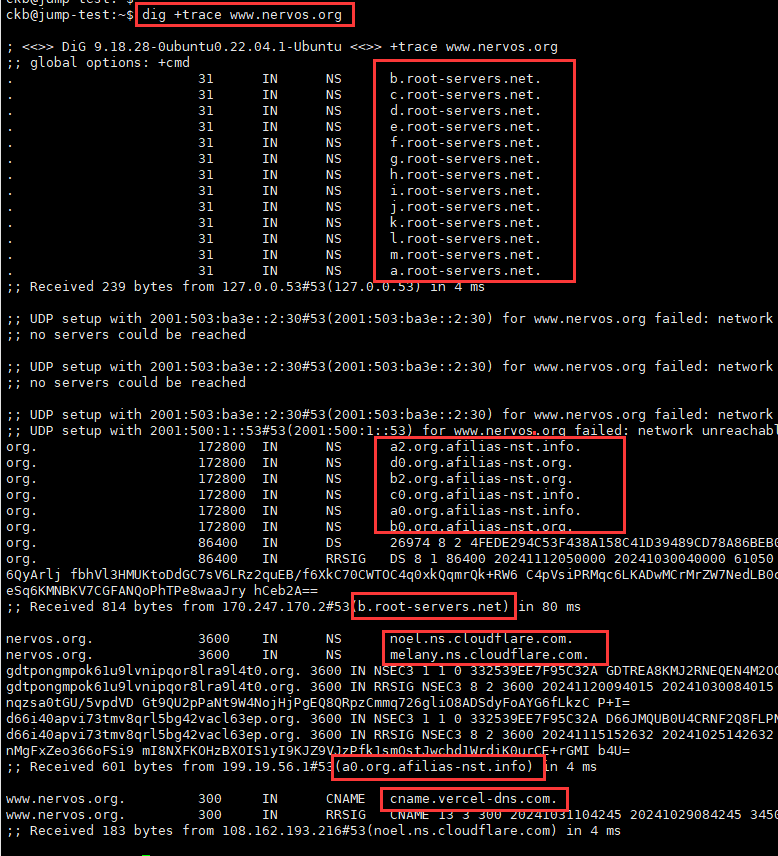 ckb@jump-test:~$
ckb@jump-test:~$ dig +trace www.nervos.org
; <<>> DiG 9.18.28-0ubuntu0.22.04.1-Ubuntu <<>> +trace www.nervos.org
;; global options: +cmd
. 31 IN NS b.root-servers.net.
. 31 IN NS c.root-servers.net.
. 31 IN NS d.root-servers.net.
. 31 IN NS e.root-servers.net.
. 31 IN NS f.root-servers.net.
. 31 IN NS g.root-servers.net.
. 31 IN NS h.root-servers.net.
. 31 IN NS i.root-servers.net.
. 31 IN NS j.root-servers.net.
. 31 IN NS k.root-servers.net.
. 31 IN NS l.root-servers.net.
. 31 IN NS m.root-servers.net.
. 31 IN NS a.root-servers.net.
;; Received 239 bytes from 127.0.0.53#53(127.0.0.53) in 4 ms
;; UDP setup with 2001:503:ba3e::2:30#53(2001:503:ba3e::2:30) for www.nervos.org failed: network
;; no servers could be reached
;; UDP setup with 2001:503:ba3e::2:30#53(2001:503:ba3e::2:30) for www.nervos.org failed: network
;; no servers could be reached
;; UDP setup with 2001:503:ba3e::2:30#53(2001:503:ba3e::2:30) for www.nervos.org failed: network
;; UDP setup with 2001:500:1::53#53(2001:500:1::53) for www.nervos.org failed: network unreachabl
org. 172800 IN NS a2.org.afilias-nst.info.
org. 172800 IN NS d0.org.afilias-nst.org.
org. 172800 IN NS b2.org.afilias-nst.org.
org. 172800 IN NS c0.org.afilias-nst.info.
org. 172800 IN NS a0.org.afilias-nst.info.
org. 172800 IN NS b0.org.afilias-nst.org.
org. 86400 IN DS 26974 8 2 4FEDE294C53F438A158C41D39489CD78A86BEB0
org. 86400 IN RRSIG DS 8 1 86400 20241112050000 20241030040000 61050
6QyArlj fbhVl3HMUKtoDdGC7sV6LRz2quEB/f6XkC70CWTOC4q0xkQqmrQk+RW6 C4pVsiPRMqc6LKADwMCrMrZW7NedLB0c
eSq6KMNBKV7CGFANQoPhTPe8waaJry hCeb2A==
;; Received 814 bytes from 170.247.170.2#53(b.root-servers.net) in 80 ms
nervos.org. 3600 IN NS noel.ns.cloudflare.com.
nervos.org. 3600 IN NS melany.ns.cloudflare.com.
gdtpongmpok61u9lvnipqor8lra9l4t0.org. 3600 IN NSEC3 1 1 0 332539EE7F95C32A GDTREA8KMJ2RNEQEN4M2OG
gdtpongmpok61u9lvnipqor8lra9l4t0.org. 3600 IN RRSIG NSEC3 8 2 3600 20241120094015 20241030084015
nqzsa0tGU/5vpdVD Gt9QU2pPaNt9W4NojHjPgEQ8QRpzCmmq726gliO8ADSdyFoAYG6fLkzC P+I=
d66i40apvi73tmv8qrl5bg42vacl63ep.org. 3600 IN NSEC3 1 1 0 332539EE7F95C32A D66JMQUB0U4CRNF2Q8FLPM
d66i40apvi73tmv8qrl5bg42vacl63ep.org. 3600 IN RRSIG NSEC3 8 2 3600 20241115152632 20241025142632
nMgFxZeo366oFSi9 mI8NXFKOHzBXOIS1yI9KJZ9VJzPfk1smOstJwchd1WrdiK0urCE+rGMI b4U=
;; Received 601 bytes from 199.19.56.1#53(a0.org.afilias-nst.info) in 4 ms
www.nervos.org. 300 IN CNAME cname.vercel-dns.com.
www.nervos.org. 300 IN RRSIG CNAME 13 3 300 20241031104245 20241029084245 3450
;; Received 183 bytes from 108.162.193.216#53(noel.ns.cloudflare.com) in 4 ms